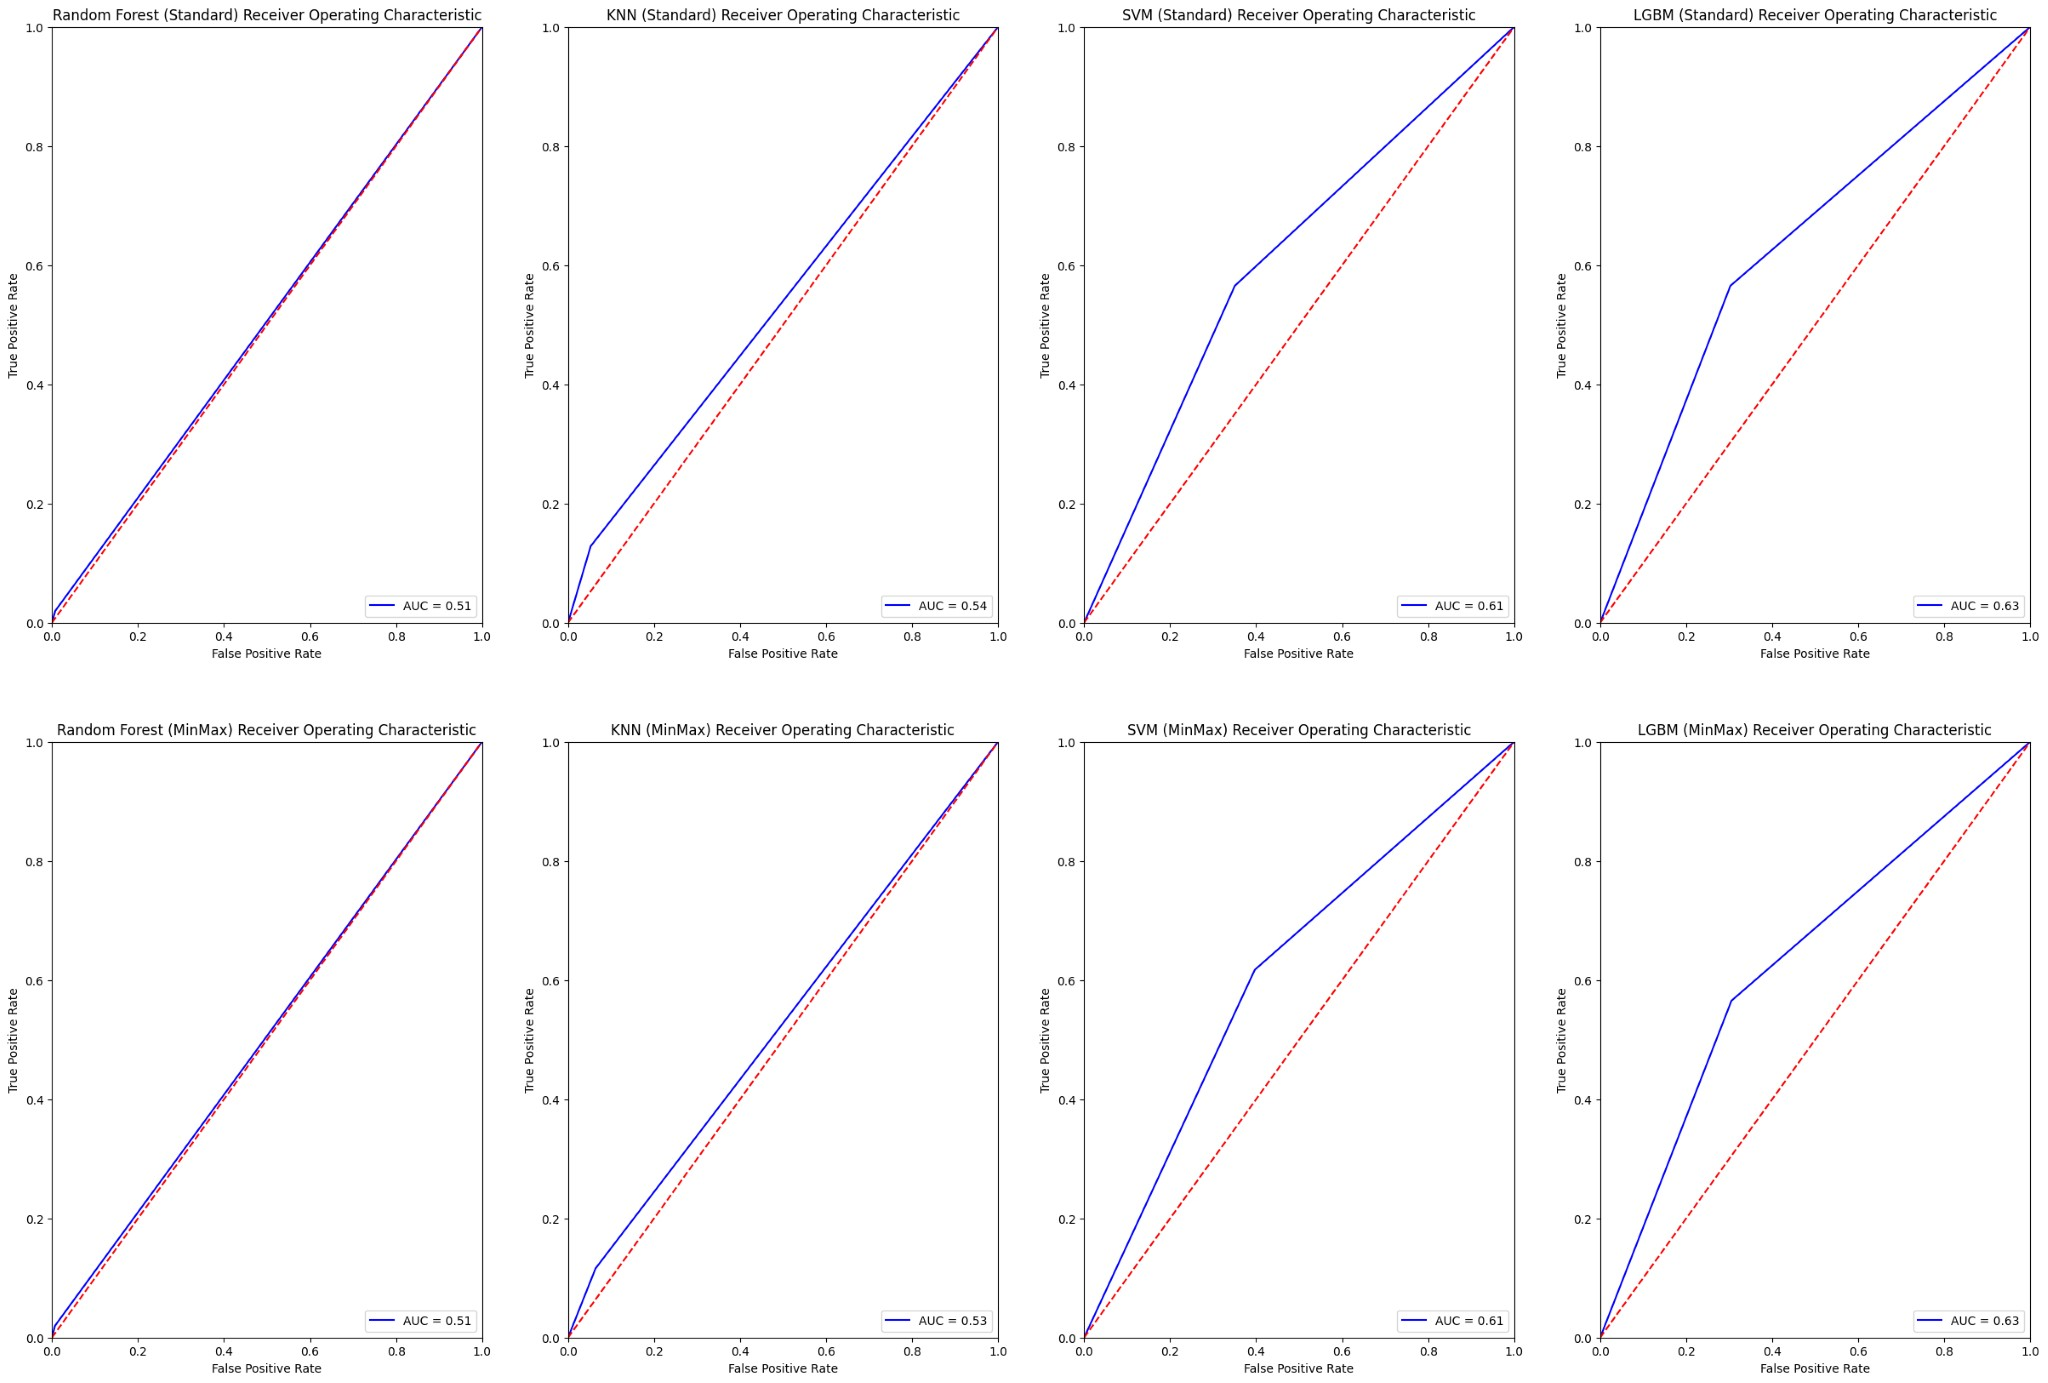 Random Forest (Standard) Receiver Operating Characteristic
1.0
0.8
0.6
0.4
0.2
0.0
True Positive Rate
AUC = 0.51
0.0 0.2 0.4 0.6 0.8 1.0
False Positive Rate
KNN (Standard) Receiver Operating Characteristic
1.0
0.8
0.6
0.4
0.2
0.0
True Positive Rate
AUC = 0.54
0.0 0.2 0.4 0.6 0.8 1.0
False Positive Rate
SVM (Standard) Receiver Operating Characteristic
1.0
0.8
0.6
0.4
0.2
0.0
True Positive Rate
AUC = 0.61
0.0 0.2 0.4 0.6 0.8 1.0
False Positive Rate
LGBM (Standard) Receiver Operating Characteristic
1.0
0.8
0.6
0.4
0.2
0.0
True Positive Rate
AUC = 0.63
0.0 0.2 0.4 0.6 0.8 1.0
False Positive Rate
Random Forest (MinMax) Receiver Operating Characteristic
1.0
0.8
0.6
0.4
0.2
0.0
True Positive Rate
AUC = 0.51
0.0 0.2 0.4 0.6 0.8 1.0
False Positive Rate
KNN (MinMax) Receiver Operating Characteristic
1.0
0.8
0.6
0.4
0.2
0.0
True Positive Rate
AUC = 0.53
0.0 0.2 0.4 0.6 0.8 1.0
False Positive Rate
SVM (MinMax) Receiver Operating Characteristic
1.0
0.8
0.6
0.4
0.2
0.0
True Positive Rate
AUC = 0.61
0.0 0.2 0.4 0.6 0.8 1.0
False Positive Rate
LGBM (MinMax) Receiver Operating Characteristic
1.0
0.8
0.6
0.4
0.2
0.0
True Positive Rate
AUC = 0.63
0.0 0.2 0.4 0.6 0.8 1.0
False Positive Rate